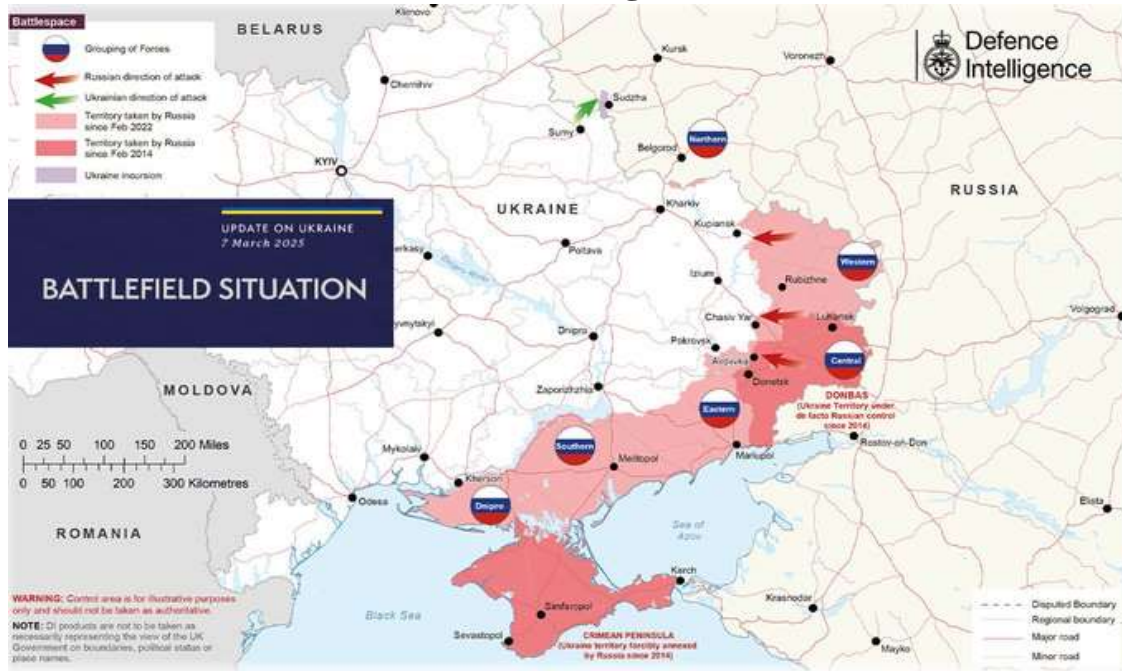 Battlespace
Grouping of Forces
Russian direction of attack
Ukrainian direction of attack
Territory taken by Russia
since Feb 2022
Territory taken by Russia
since Feb 2014
Ukraine incursion
UPDATE ON UKRAINE
7 March 2025
BATTLEFIELD SITUATION
Defence
Intelligence
BELARUS
Klimovo
Chernihiv
KYIV
Kursk
Voronezh
Sudzha
Sumy
Northern
Belgorod
RUSSIA
UKRAINE
Kharkiv
Kupiansk
erkasy
Poltava
Western
Izium
Rubizhne
Chasiv Yar
Luhansk
Volgograd
yvnytskyi
Dnipro
Pokrovsk
Avdiivka
Central
Donetsk
MOLDOVA
Zaporizhzhia
DONBAS
(Ukraine Territory under
de facto Russian control
since 2014)
Eastern
Rostov-on-Don
0 25 50 100 150 200 Miles
0 50 100 200 300 Kilometres
Southern
Mykolaiv
Melitopol
Mariupol
Kherson
Odesa
Dnipro
Elista
ROMANIA
Sea of
Azov
Kerch
Krasnodar
Simferopol
Black Sea
Sevastopol
CRIMEAN PENINSULA
(Ukraine territory forcibly annexed
by Russia since 2014)
Mayko
WARNING: Control area is for illustrative purposes
only and should not be taken as authoritative.
NOTE: DI products are not to be taken as
necessarily representing the view of the UK
Government on boundaries, political status or
place names.
Disputed Boundary
Regional boundary
Major road
Minor road